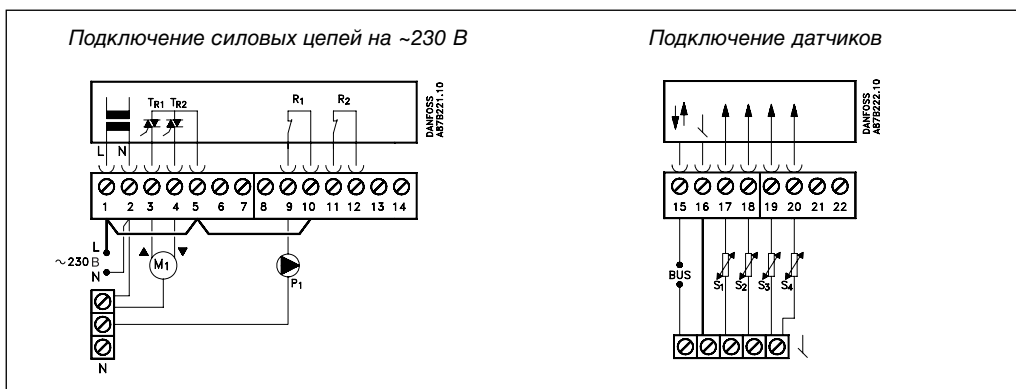 Подключение силовых цепей на ~230 В
Подключение датчиков
TR1 TR2
R1 R2
DANFOSS
A87B221.10
L N
1 2 3 4 5 6 7 8 9 10 11 12 13 14
L
~230 В
N
M1
P1
N
DANFOSS
A87B222.10
15 16 17 18 19 20 21 22
BUS
S1 S2 S3 S4